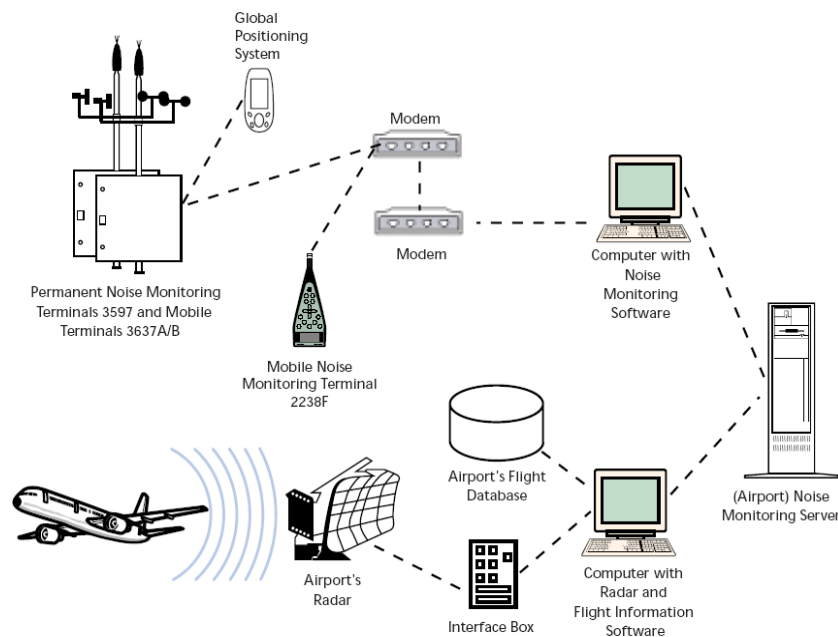 Global
Positioning
System
Modem
Modem
Permanent Noise Monitoring
Terminals 3597 and Mobile
Terminals 3637A/B
Computer with
Noise
Monitoring
Software
Mobile Noise
Monitoring Terminal
2238F
Airport's Flight
Database
(Airport) Noise
Monitoring Server
Airport's
Radar
Interface Box
Computer with
Radar and
Flight Information
Software